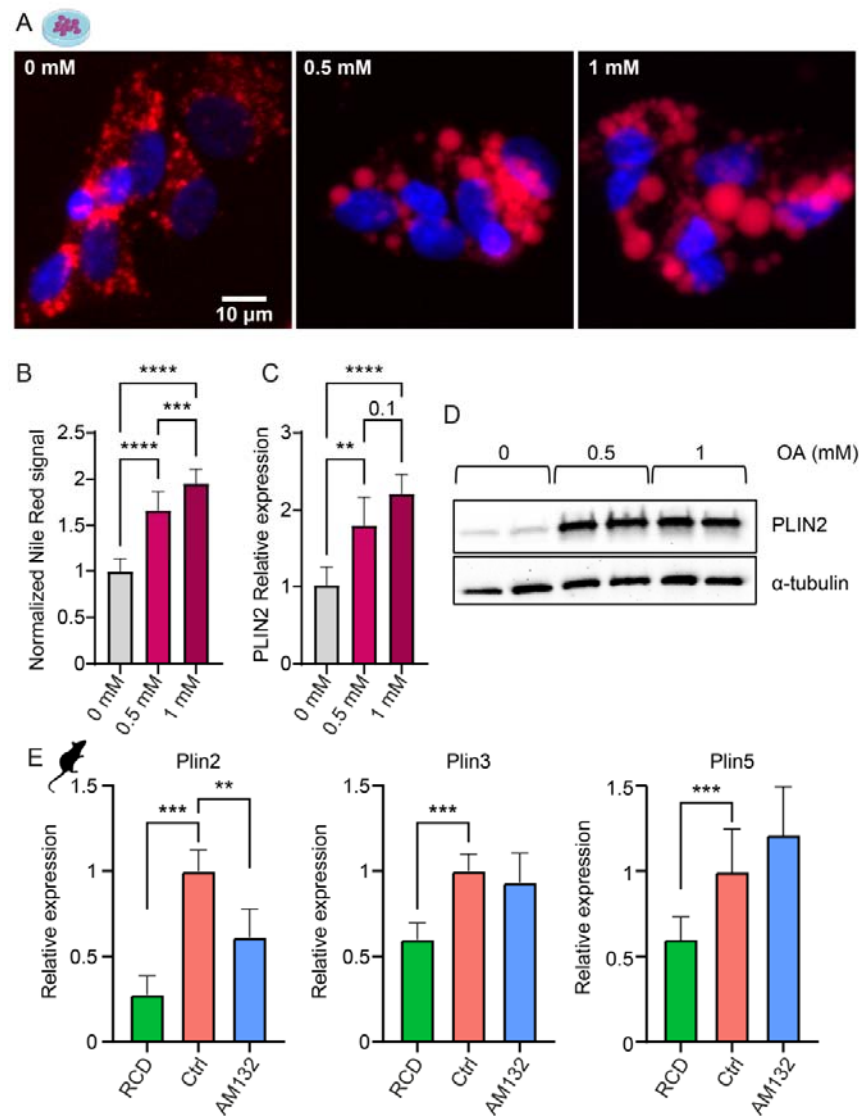 A
0 mM
0.5 mM
1 mM
10 µm
B
Normalized Nile Red signal
2.5
2
1.5
1
0.5
0
****
****
***
0 mM
0.5 mM
1 mM
C
PLIN2 Relative expression
3
2
1
0
****
**
0.1
0 mM
0.5 mM
1 mM
D
0
0.5
1
OA (mM)
PLIN2
α-tubulin
E
Plin2
Relative expression
1.5
1
0.5
0
***
**
RCD
Ctrl
AM132
Plin3
Relative expression
1.5
1
0.5
0
***
RCD
Ctrl
AM132
Plin5
Relative expression
1.5
1
0.5
0
***
RCD
Ctrl
AM132